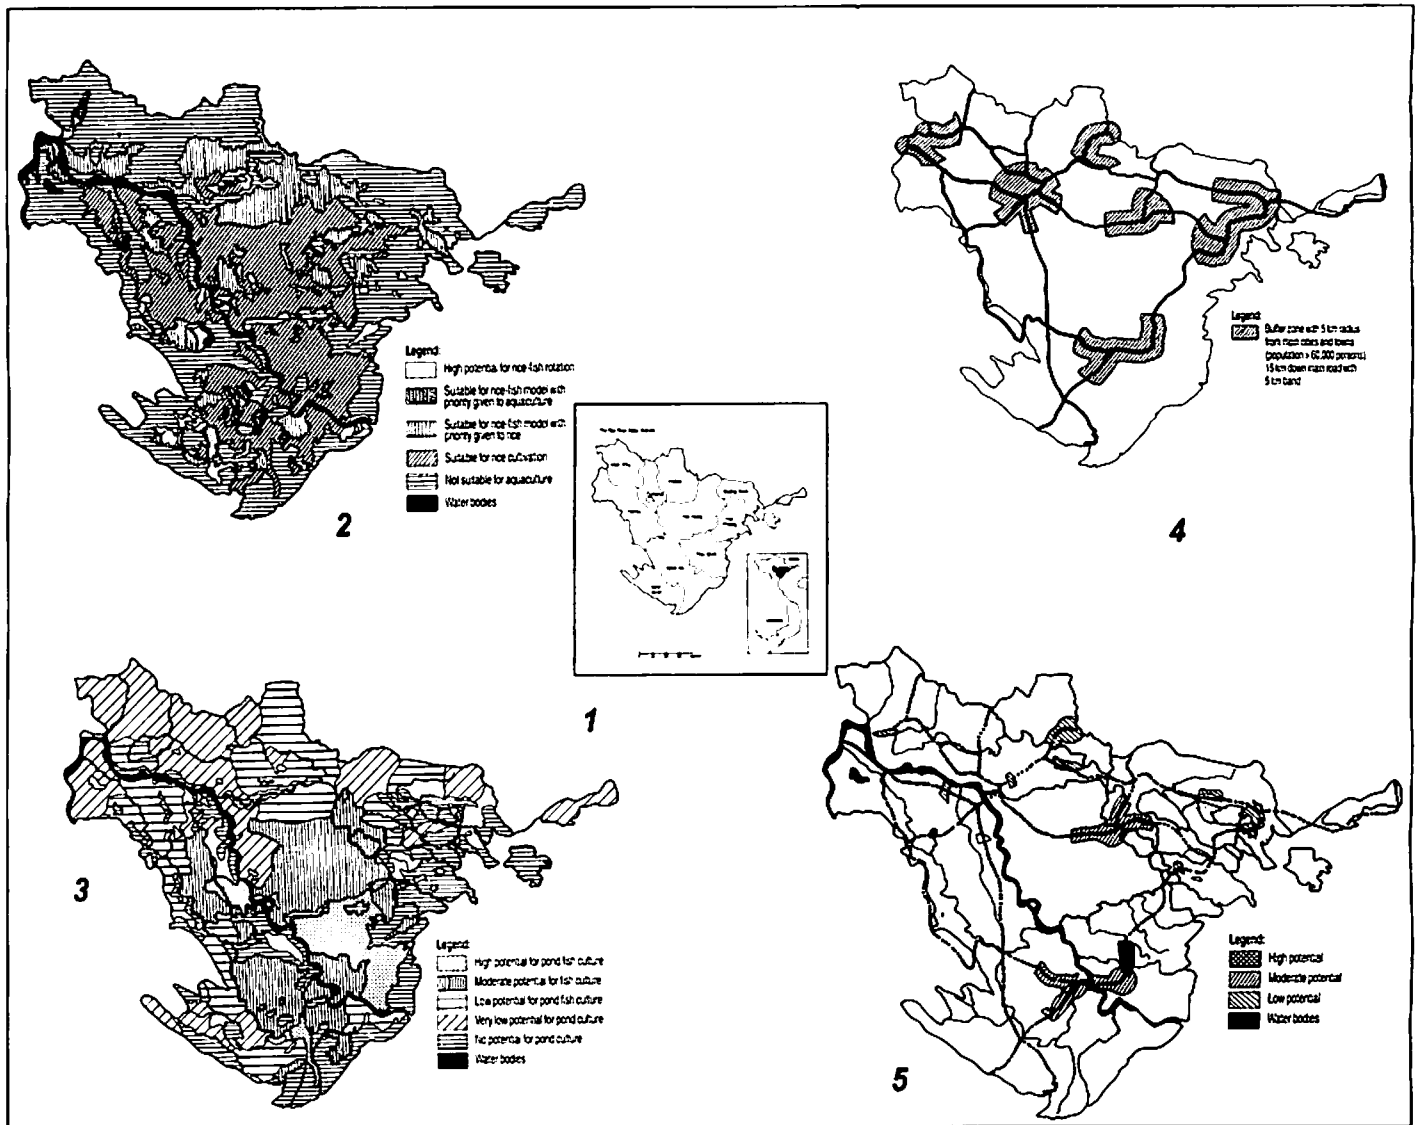 Legend:
High potential for rice-fish rotation
Suitable for rice-fish model with
priority given to aquaculture
Suitable for rice-fish model with
priority given to rice
Suitable for rice cultivation
Not suitable for aquaculture
Water bodies
2
Legend:
Buffer zone with 5 km radius
from main cities and towns
(population > 60,000 persons)
15 km down main road with
5 km band
4
1
Legend:
High potential for pond fish culture
Moderate potential for fish culture
Low potential for pond fish culture
Very low potential for pond culture
No potential for pond culture
Water bodies
3
Legend:
High potential
Moderate potential
Low potential
Water bodies
5